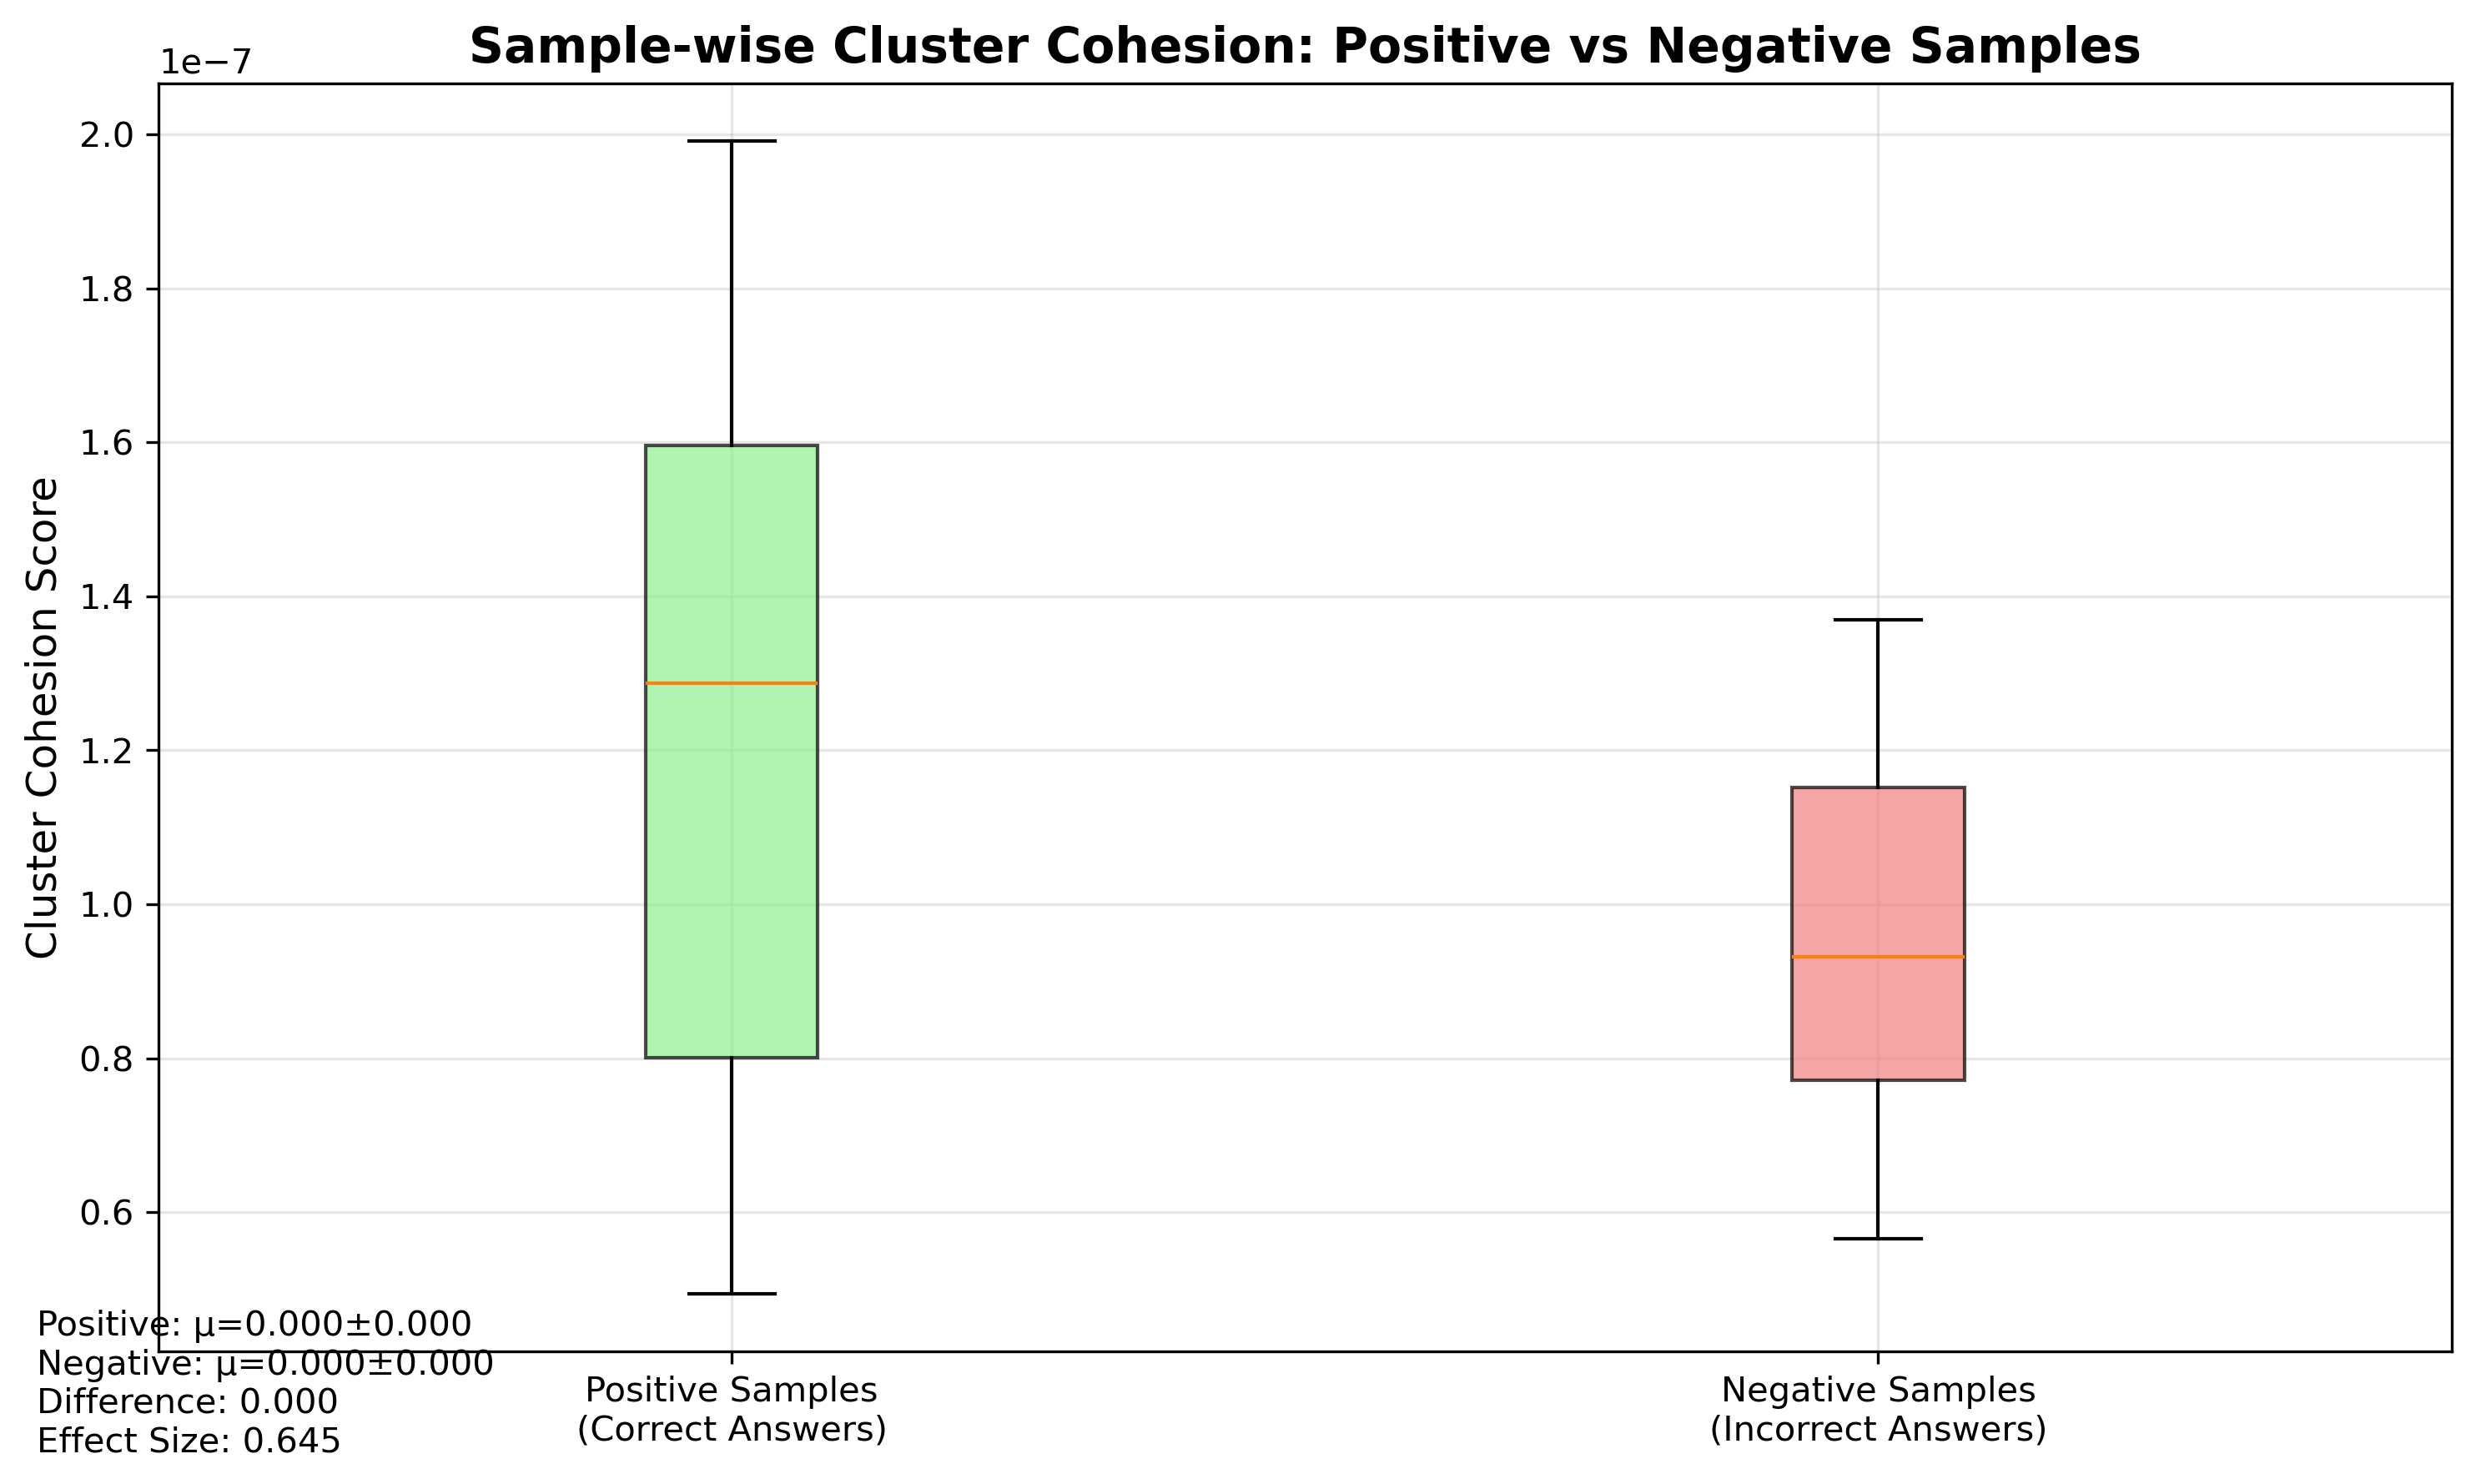 Sample-wise Cluster Cohesion: Positive vs Negative Samples
1e−7
2.0
1.8
1.6
1.4
1.2
1.0
0.8
0.6
Cluster Cohesion Score
Positive: μ=0.000±0.000
Negative: μ=0.000±0.000
Difference: 0.000
Effect Size: 0.645
Positive Samples
(Correct Answers)
Negative Samples
(Incorrect Answers)